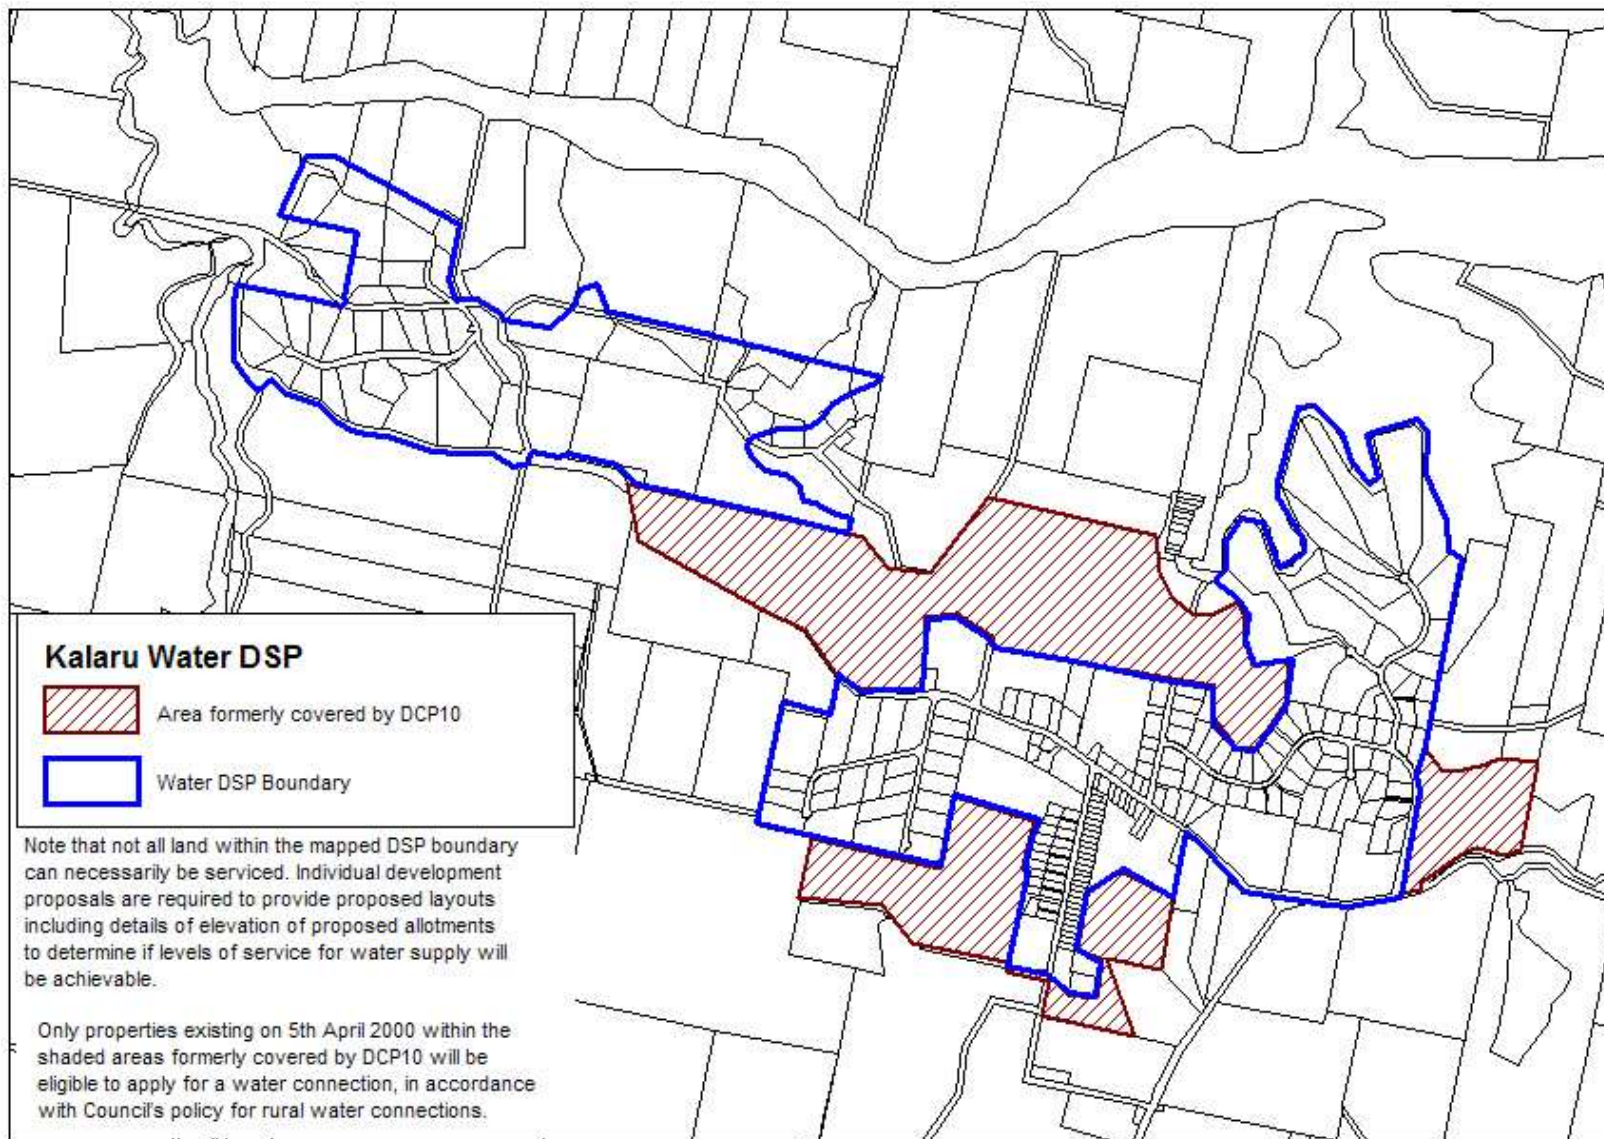 Kalaru Water DSP
Area formerly covered by DCP10
Water DSP Boundary
Note that not all land within the mapped DSP boundary
can necessarily be serviced. Individual development
proposals are required to provide proposed layouts
including details of elevation of proposed allotments
to determine if levels of service for water supply will
be achievable.
Only properties existing on 5th April 2000 within the
shaded areas formerly covered by DCP10 will be
eligible to apply for a water connection, in accordance
with Council's policy for rural water connections.